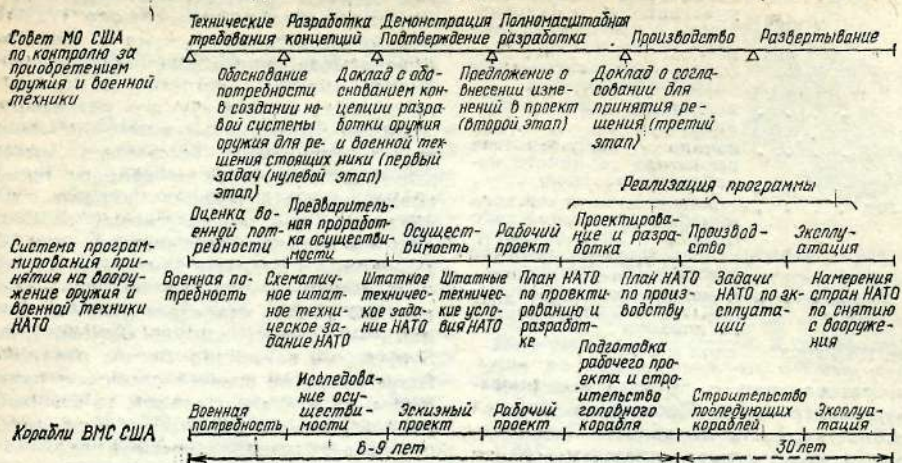 Совет МО США
по контролю за
приобретением
оружия и военной
техники
Технические требования
Разработка концепций
Демонстрация Подтверждение
Полномасштабная разработка
Производство
Развертывание
Обоснование
потребности
в создании но-
вой системы
оружия для ре-
шения стоящих
задач (нулевой
этап)
Доклад с обо-
снованием кон-
цепции разра-
ботки оружия
и военной тех-
ники (первый
этап)
Предложение о
внесении изме-
нений в проект
(второй этап)
Доклад о согла-
совании для
принятия ре-
шения (третий
этап)
Система програм-
мирования при-
нятия на воору-
жение оружия и
военной техники
НАТО
Реализация программы
Оценка во-
енной пот-
ребности
Предваритель-
ная проработ-
ка осуществи-
мости
Осущест-
вимость
Рабочий
проект
Проектирова-
ние и разра-
ботка
Производ-
ство
Эксплу-
атация
Военная по-
требность
Схематич-
ное штат-
ное техни-
ческое за-
дание НАТО
Штатное
техничес-
кое зада-
ние НАТО
Штатные
техничес-
кие усло-
вия НАТО
План НАТО
по проекти-
рованию и
разработ-
ке
План НАТО
по произ-
водству
Задачи
НАТО по эк-
сплуата-
ции
Намерения
стран НАТО
по снятию
с вооруже-
ния
Корабли ВМС США
Военная
потребность
Исследова-
ние осу-
ществи-
мости
Эскизный
проект
Рабочий
проект
Подготовка
рабочего про-
екта и стро-
ительство
головного
корабля
Строительство
последующих
кораблей
Эксплуа-
тация
6-9 лет
30 лет